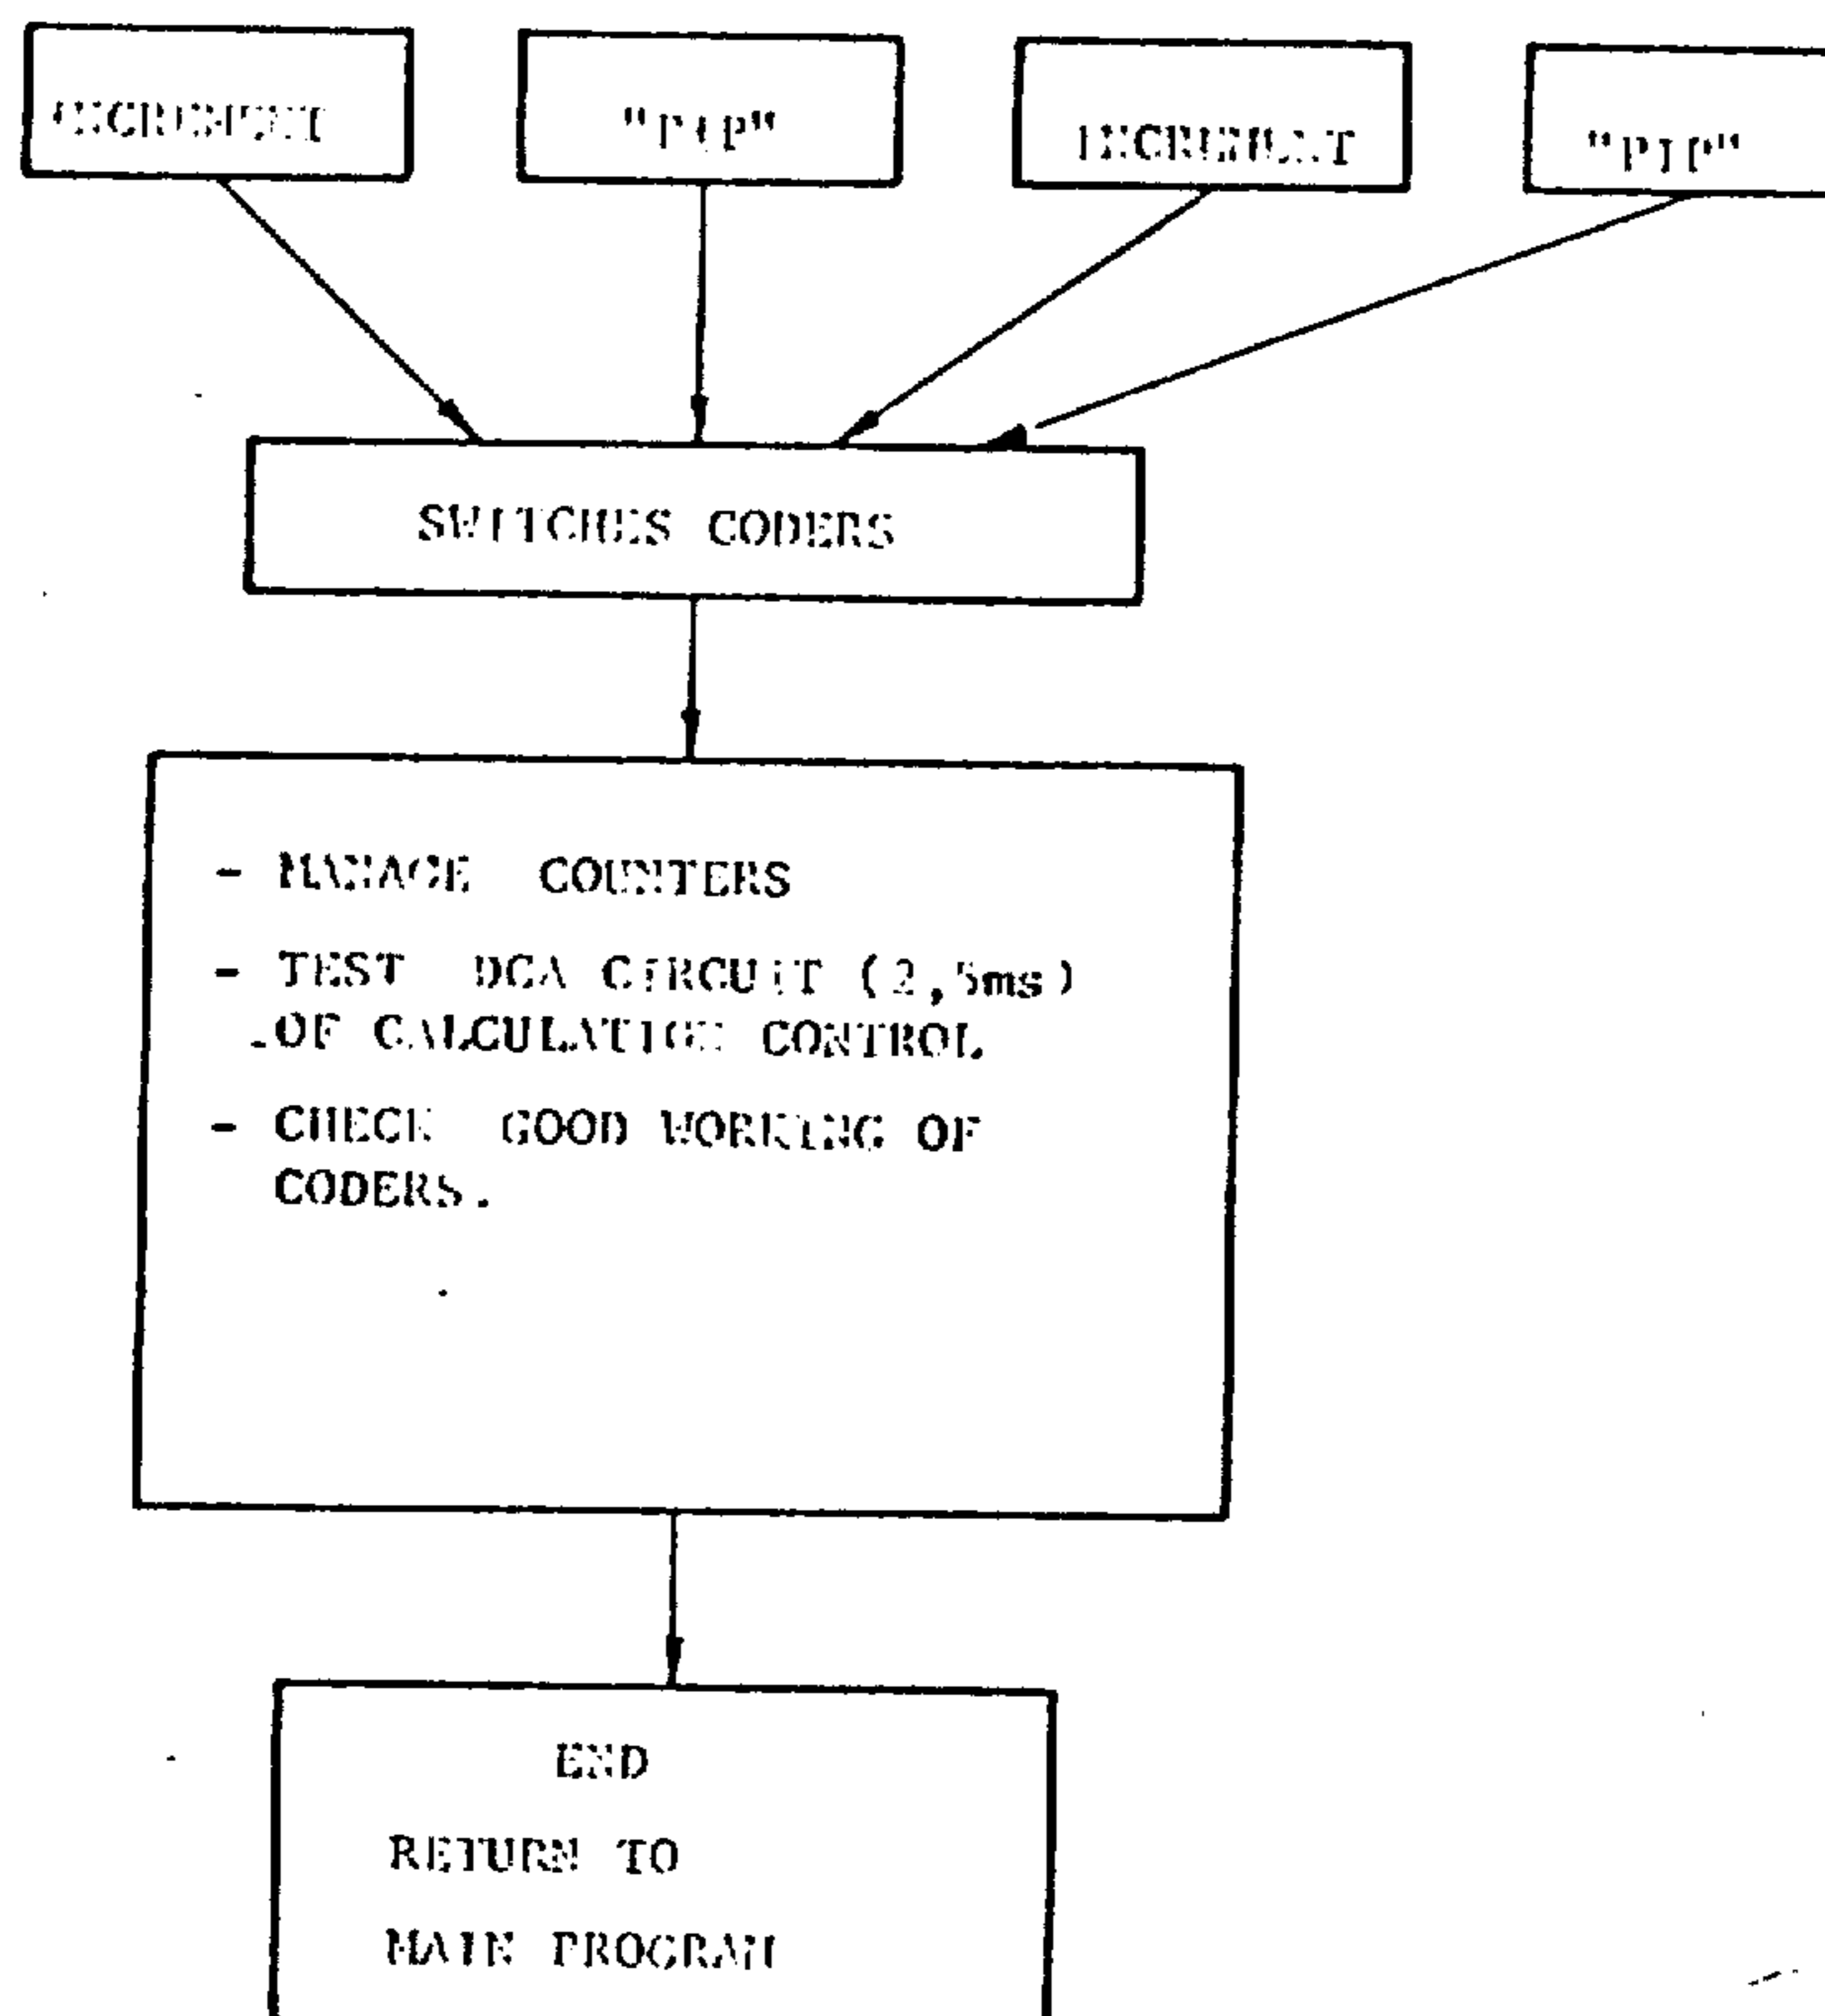 INCREMENT
"PIP"
INCREMENT
"PIP"
SWITCHES CODERS
- MANAGE COUNTERS
- TEST DCA CIRCUIT (2,5ms)
OF CALCULATION CONTROL
- CHECK GOOD WORKING OF
CODERS.
END
RETURN TO
MAIN PROGRAM